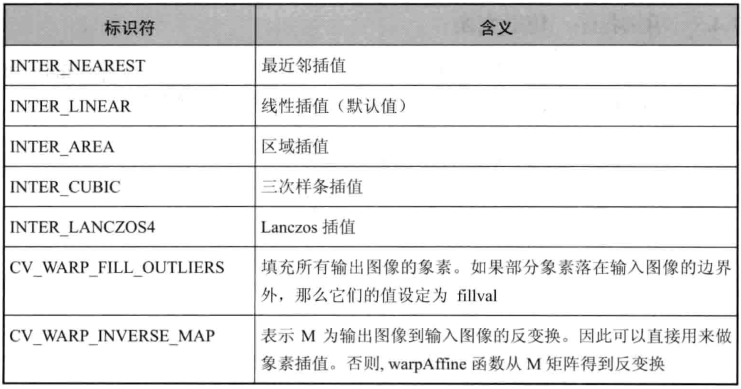 标识符 含义
INTER_NEAREST 最近邻插值
INTER_LINEAR 线性插值（默认值）
INTER_AREA 区域插值
INTER_CUBIC 三次样条插值
INTER_LANCZOS4 Lanczos 插值
CV_WARP_FILL_OUTLIERS 填充所有输出图像的象素。如果部分象素落在输入图像的边界
外，那么它们的值设定为 fillval
CV_WARP_INVERSE_MAP 表示 M 为输出图像到输入图像的反变换。因此可以直接用来做
象素插值。否则, warpAffine 函数从 M 矩阵得到反变换